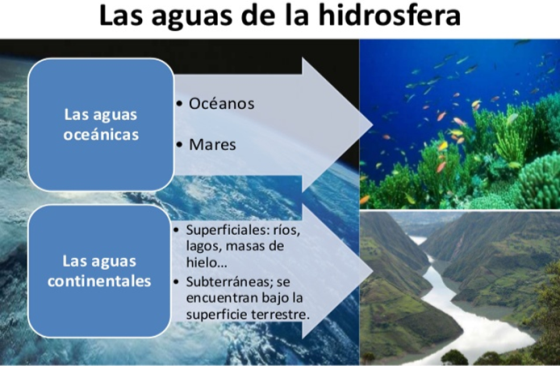 Las aguas de la hidrosfera
Las aguas
oceánicas
• Océanos
• Mares
Las aguas
continentales
• Superficiales: ríos,
lagos, masas de
hielo...
• Subterráneas; se
encuentran bajo la
superficie terrestre.